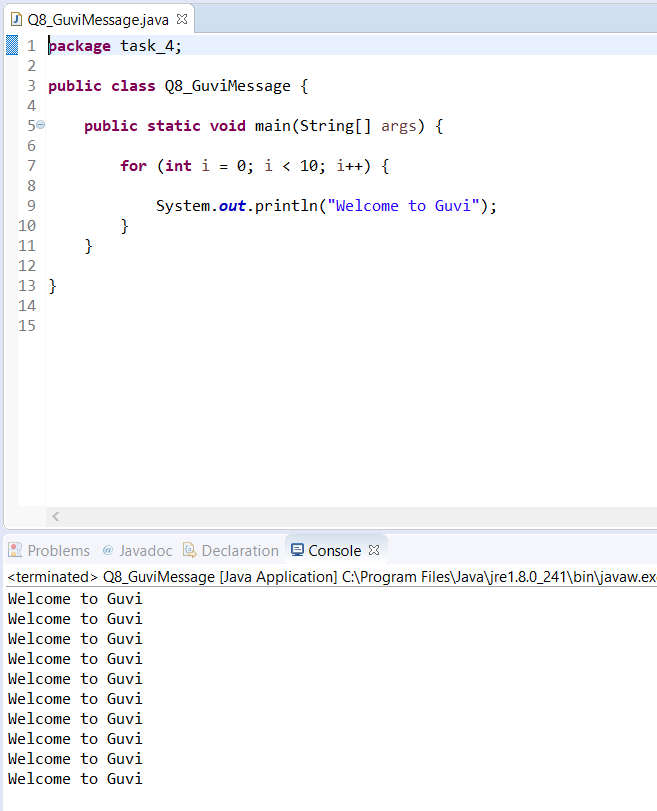 Q8_GuviMessage.java
1 package task_4;
2
3 public class Q8_GuviMessage {
4
5     public static void main(String[] args) {
6
7         for (int i = 0; i < 10; i++) {
8
9             System.out.println("Welcome to Guvi");
10         }
11     }
12
13 }
14
15
Problems @ Javadoc Declaration Console
<terminated> Q8_GuviMessage [Java Application] C:\Program Files\Java\jre1.8.0_241\bin\javaw.exe
Welcome to Guvi
Welcome to Guvi
Welcome to Guvi
Welcome to Guvi
Welcome to Guvi
Welcome to Guvi
Welcome to Guvi
Welcome to Guvi
Welcome to Guvi
Welcome to Guvi